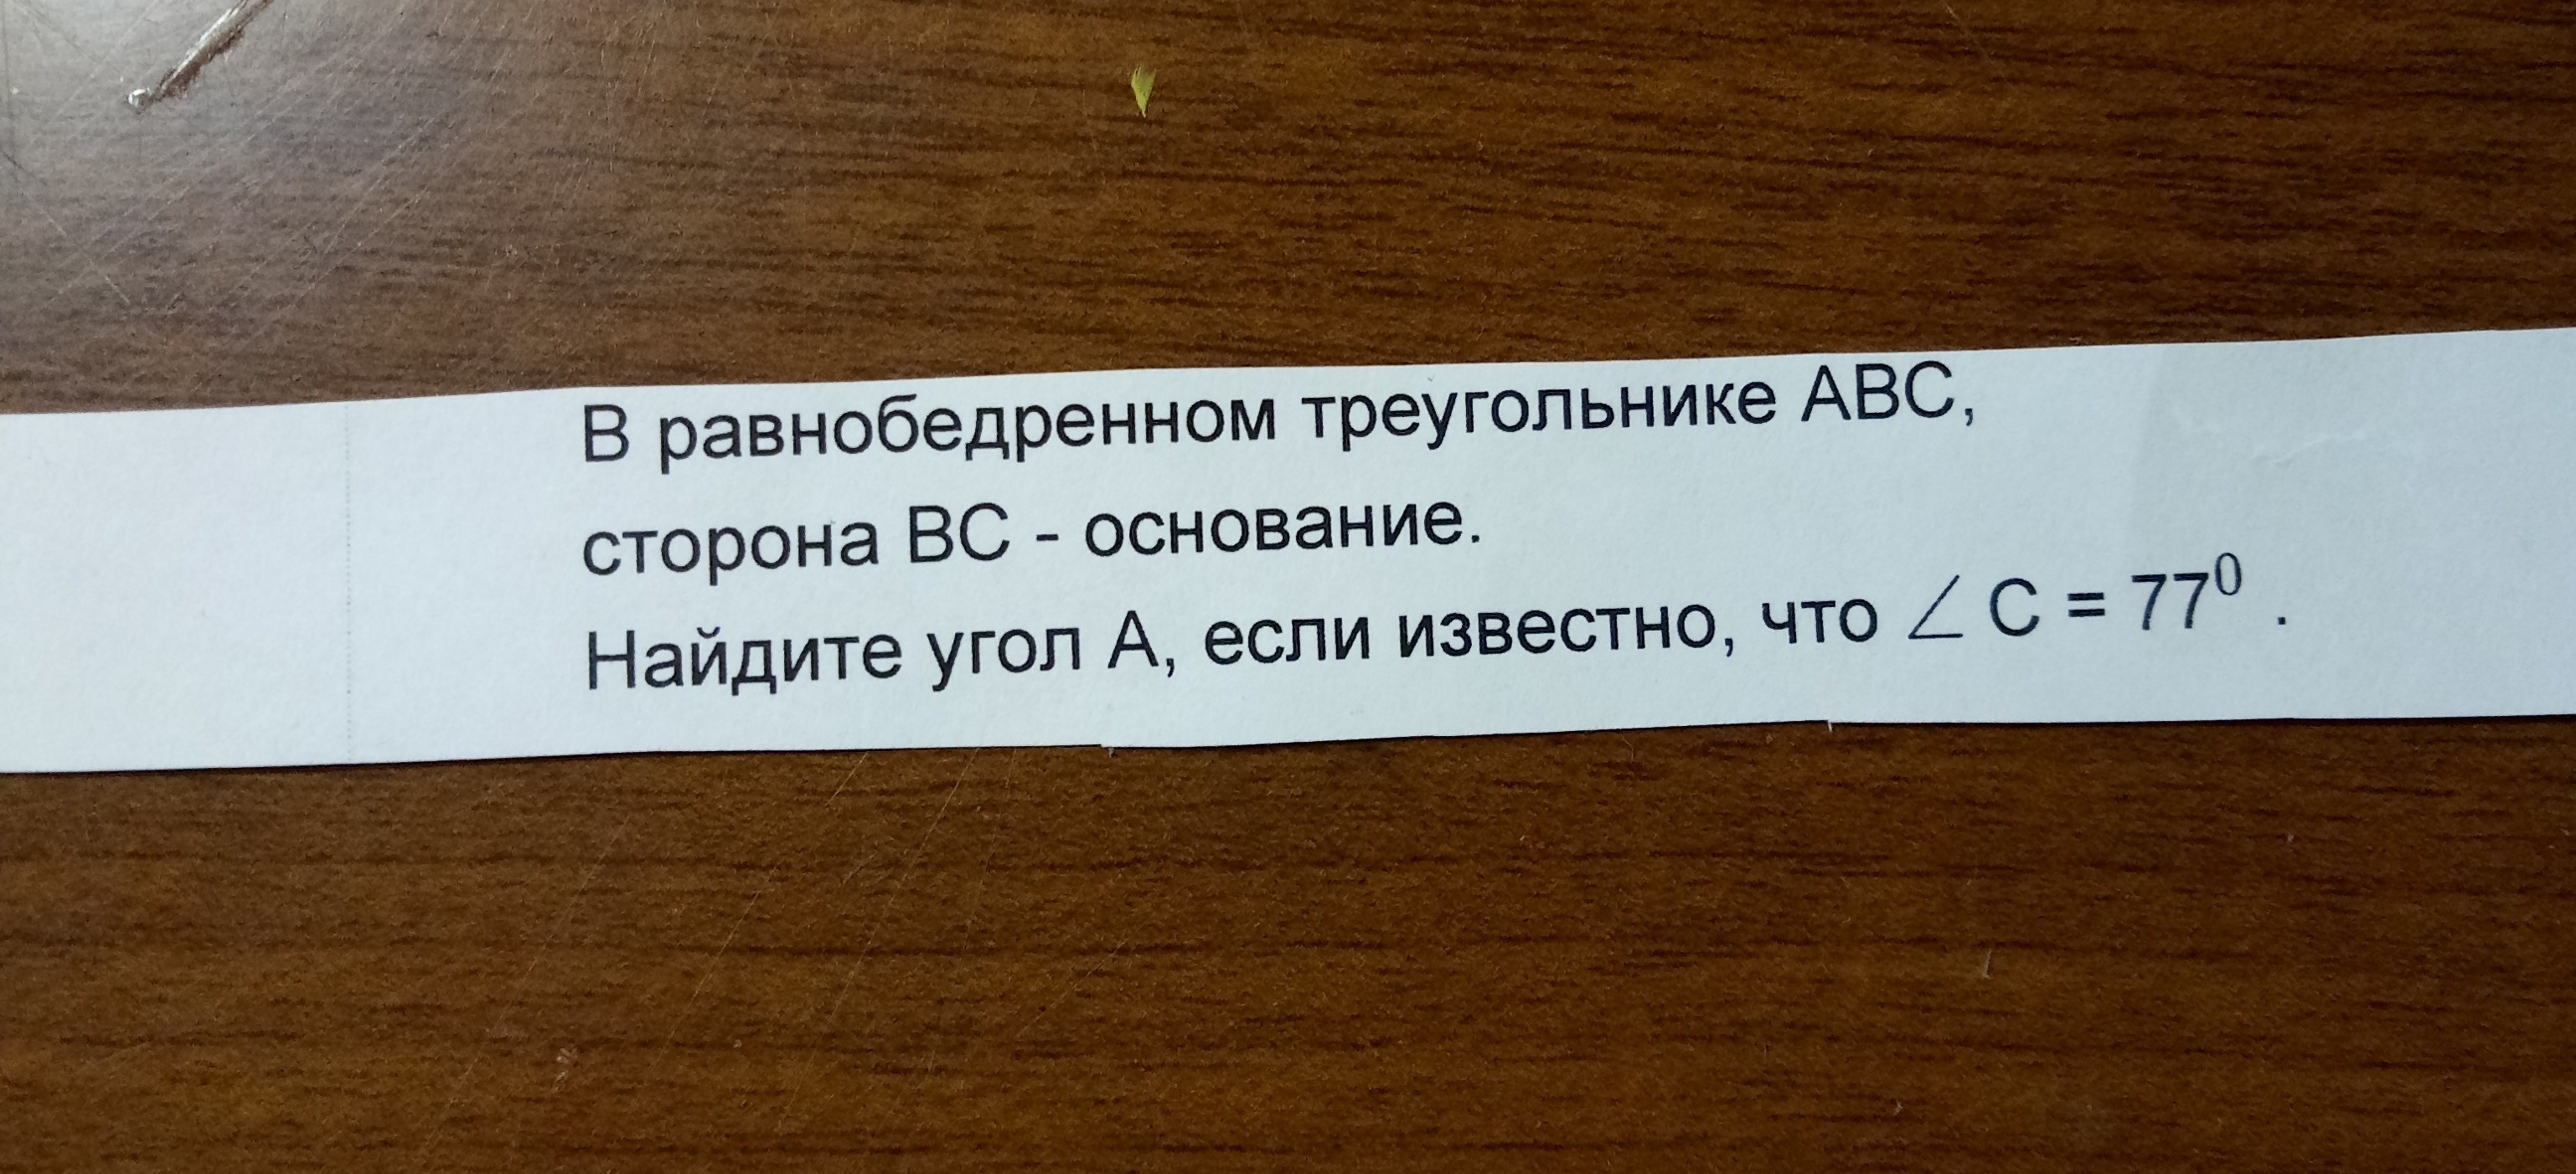 В равнобедренном треугольнике АВС,
сторона ВС - основание.
Найдите угол А, если известно, что ∠ С = 77⁰ .